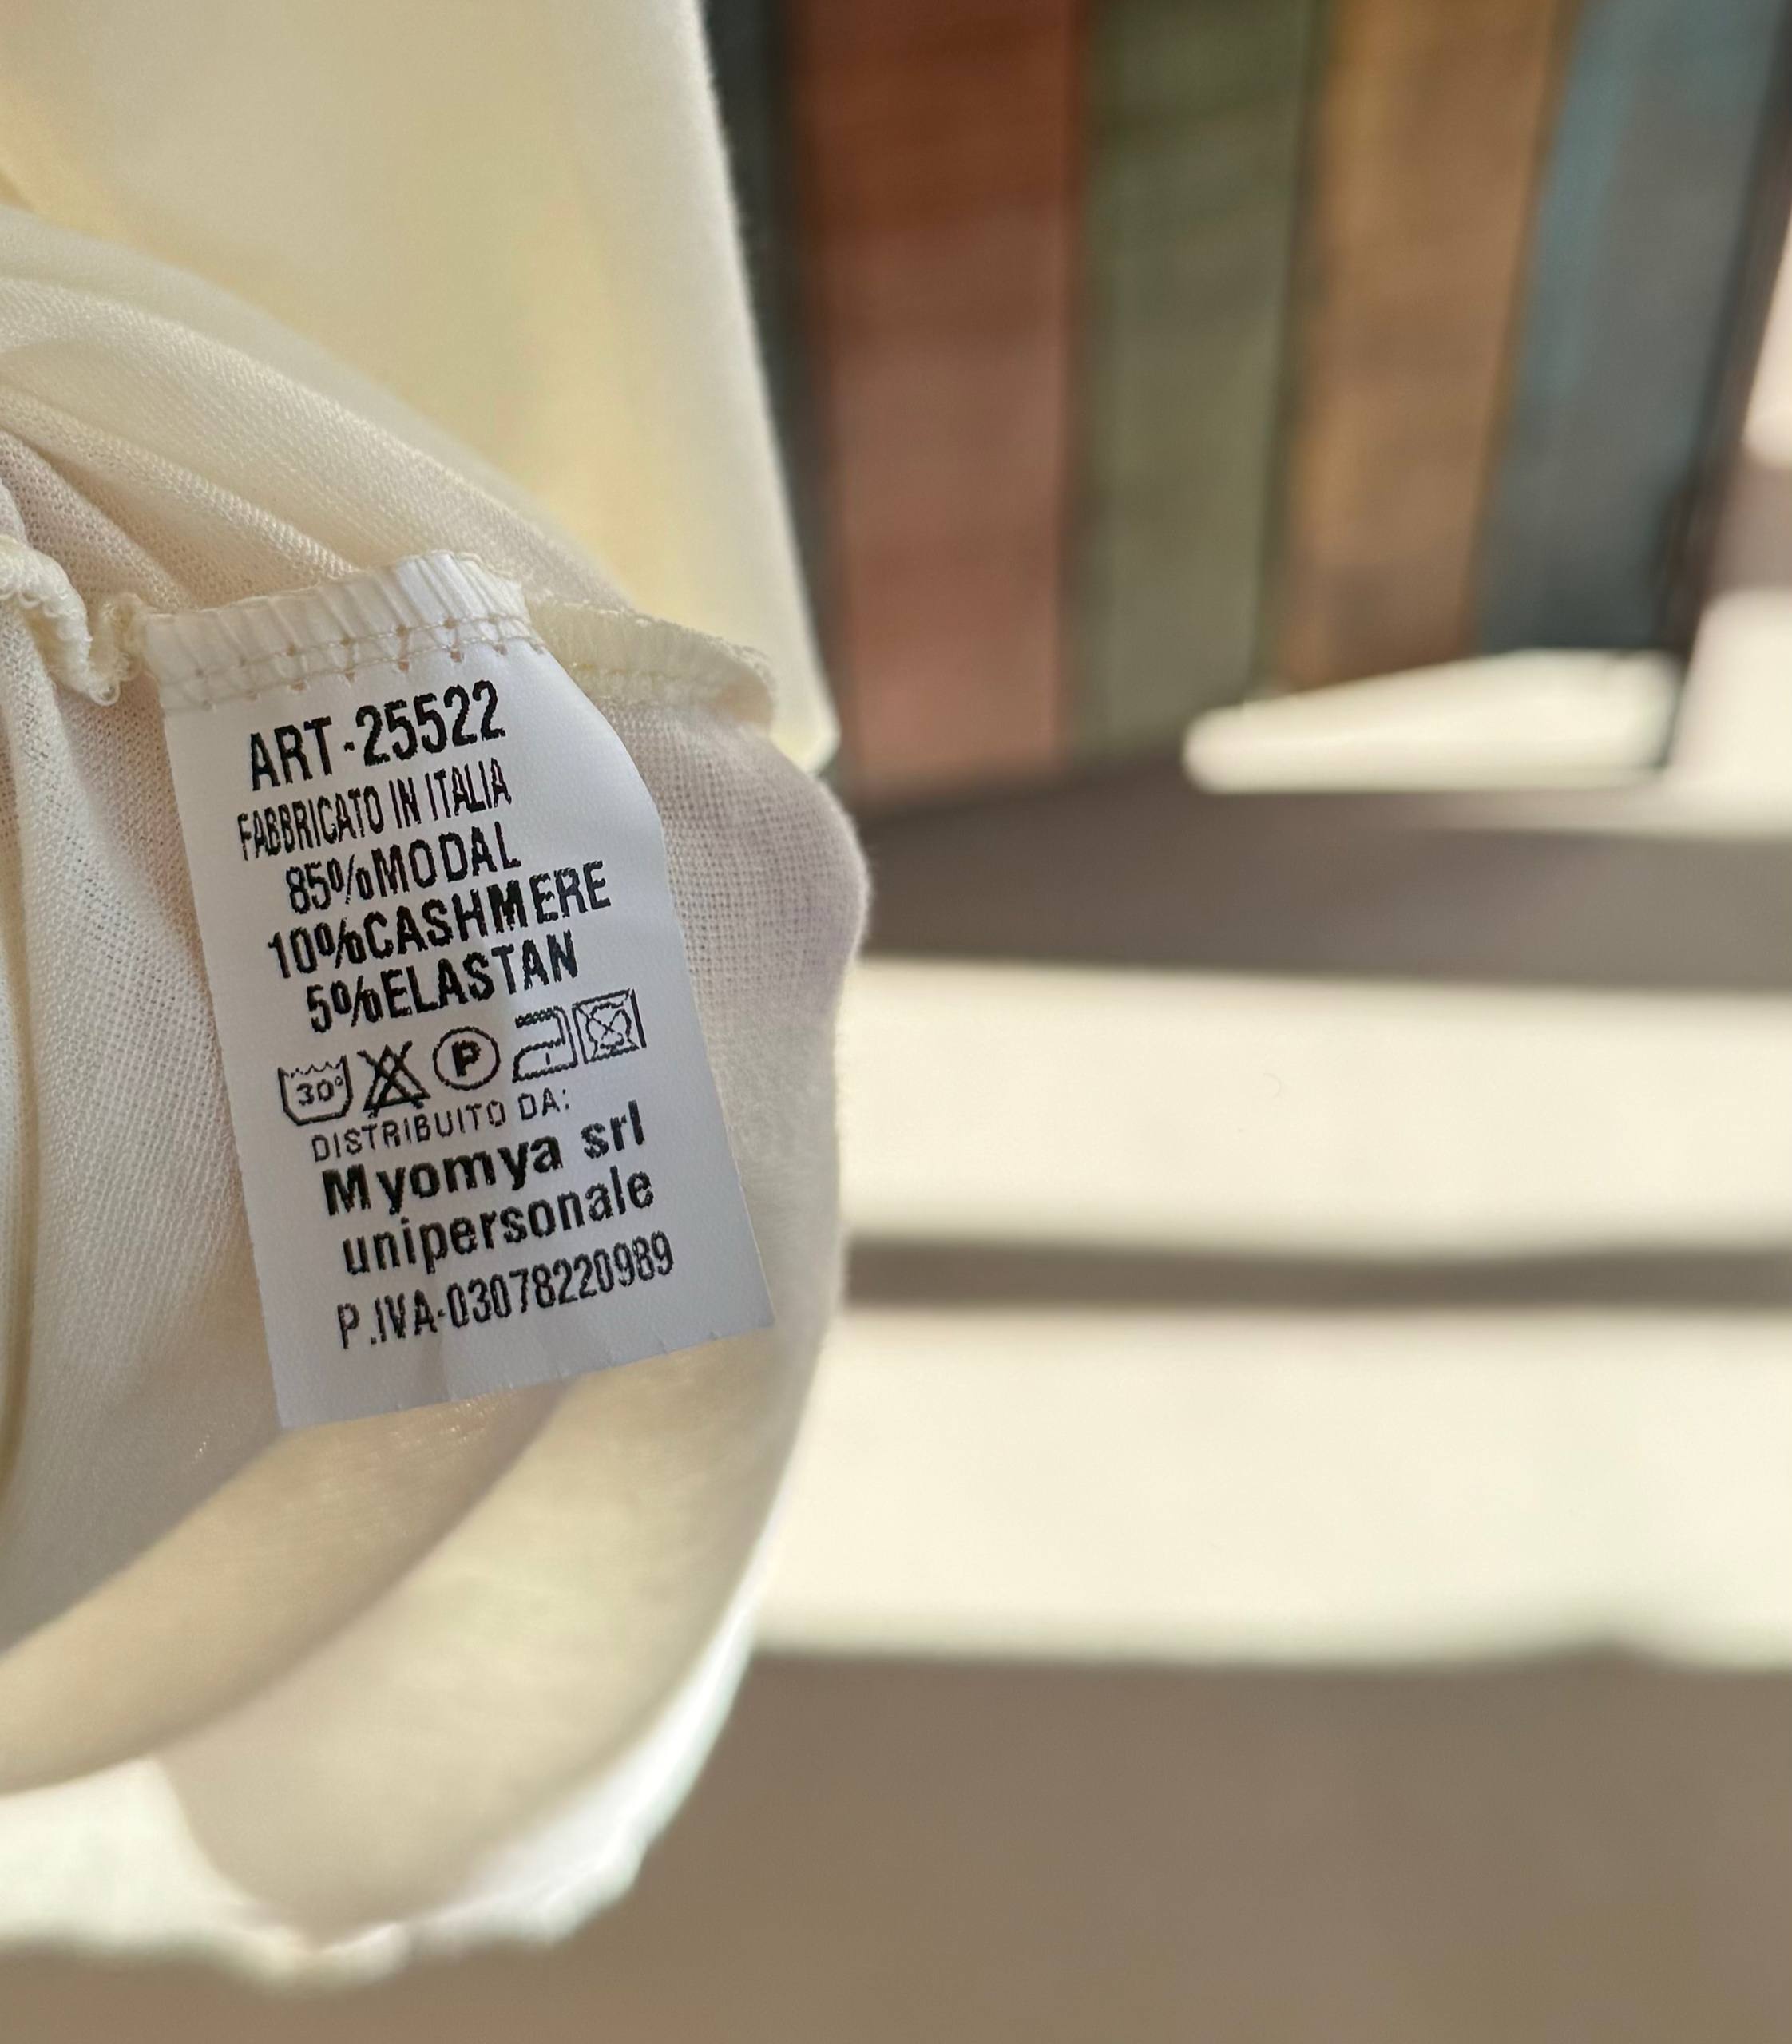 ART-25522
FABBRICATO IN ITALIA
85%MODAL
10%CASHMERE
5%ELASTAN
30° P
DISTRIBUITO DA:
Myomya srl
unipersonale
P.IVA-03078220989